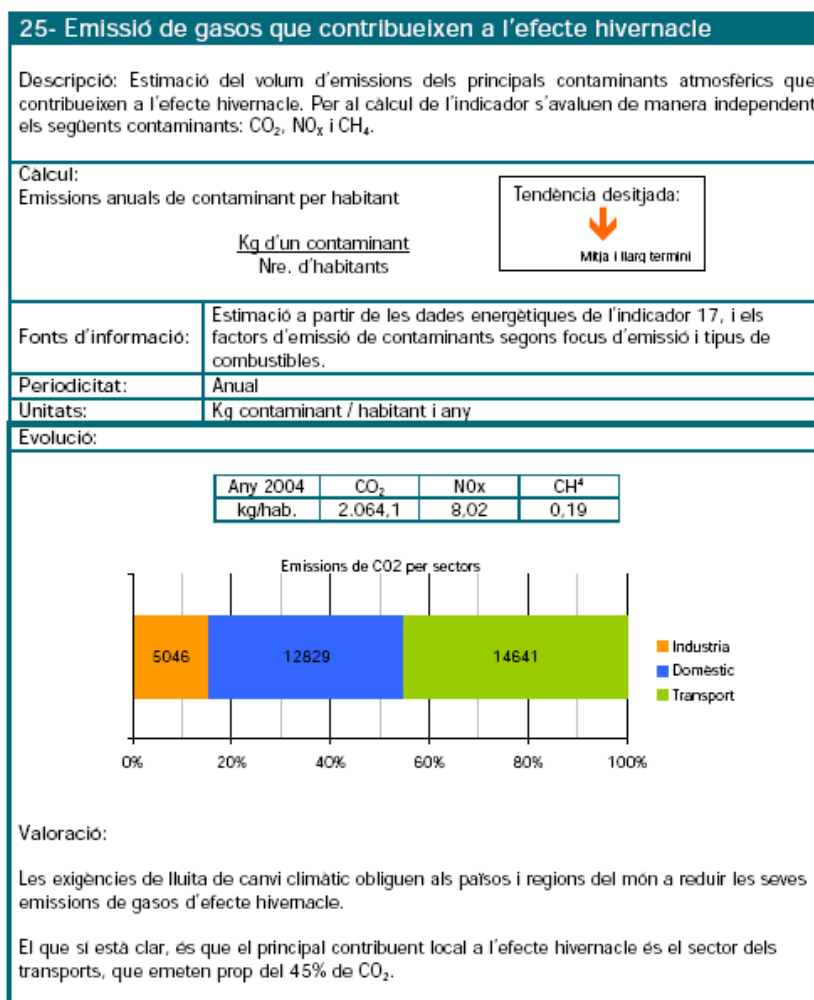 25- Emissió de gasos que contribueixen a l'efecte hivernacle
Descripció: Estimació del volum d'emissions dels principals contaminants atmosfèrics que
contribueixen a l'efecte hivernacle. Per al càlcul de l'indicador s'avaluen de manera independent
els següents contaminants: CO₂, NOₓ i CH₄.
Càlcul:
Emissions anuals de contaminant per habitant
Kg d'un contaminant
Nre. d'habitants
Tendència desitjada:
Mitja i llarg termini
Fonts d'informació:
Estimació a partir de les dades energètiques de l'indicador 17, i els
factors d'emissió de contaminants segons focus d'emissió i tipus de
combustibles.
Periodicitat: Anual
Unitats: Kg contaminant / habitant i any
Evolució:
Any 2004 CO₂ NOx CH⁴
kg/hab. 2.064,1 8,02 0,19
Emissions de CO2 per sectors
5046 12829 14641
Industria
Domèstic
Transport
0% 20% 40% 60% 80% 100%
Valoració:
Les exigències de lluita de canvi climàtic obliguen als països i regions del món a reduir les seves
emissions de gasos d'efecte hivernacle.
El que sí està clar, és que el principal contribuent local a l'efecte hivernacle és el sector dels
transports, que emeten prop del 45% de CO₂.